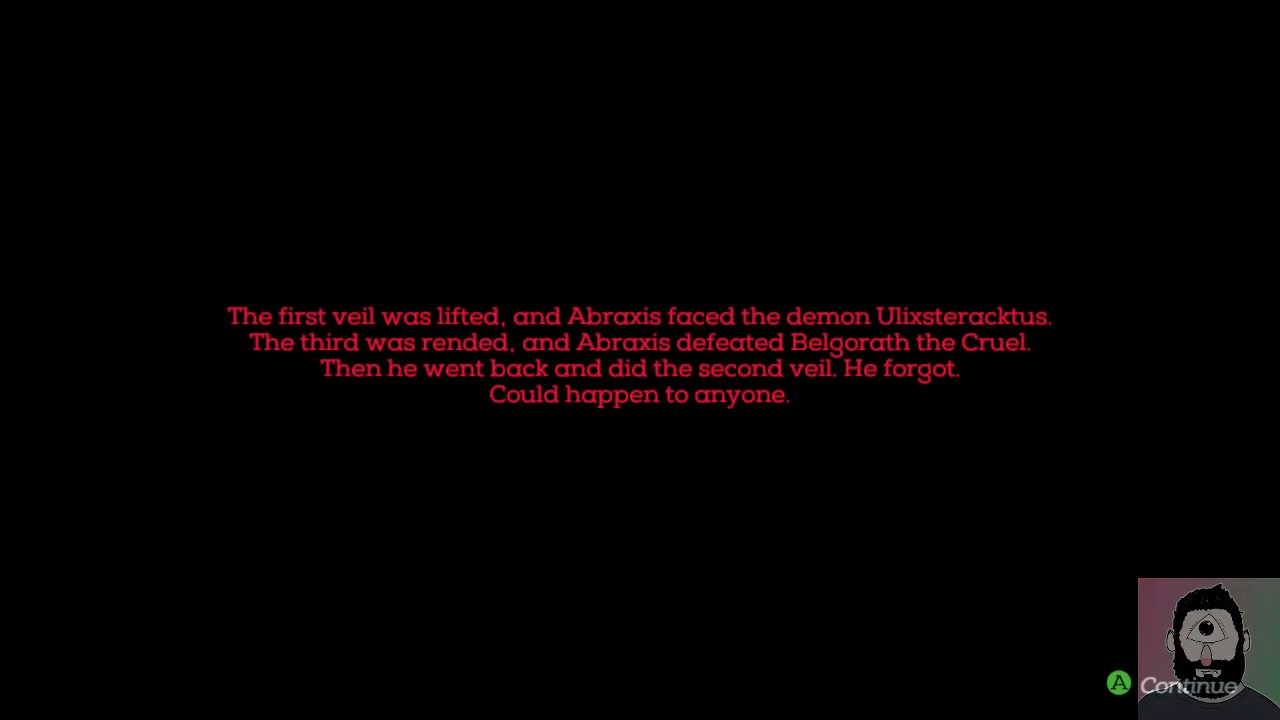 The first veil was lifted, and Abraxis faced the demon Ulixsteracktus.
The third was rended, and Abraxis defeated Belgorath the Cruel.
Then he went back and did the second veil. He forgot.
Could happen to anyone.
A Continue